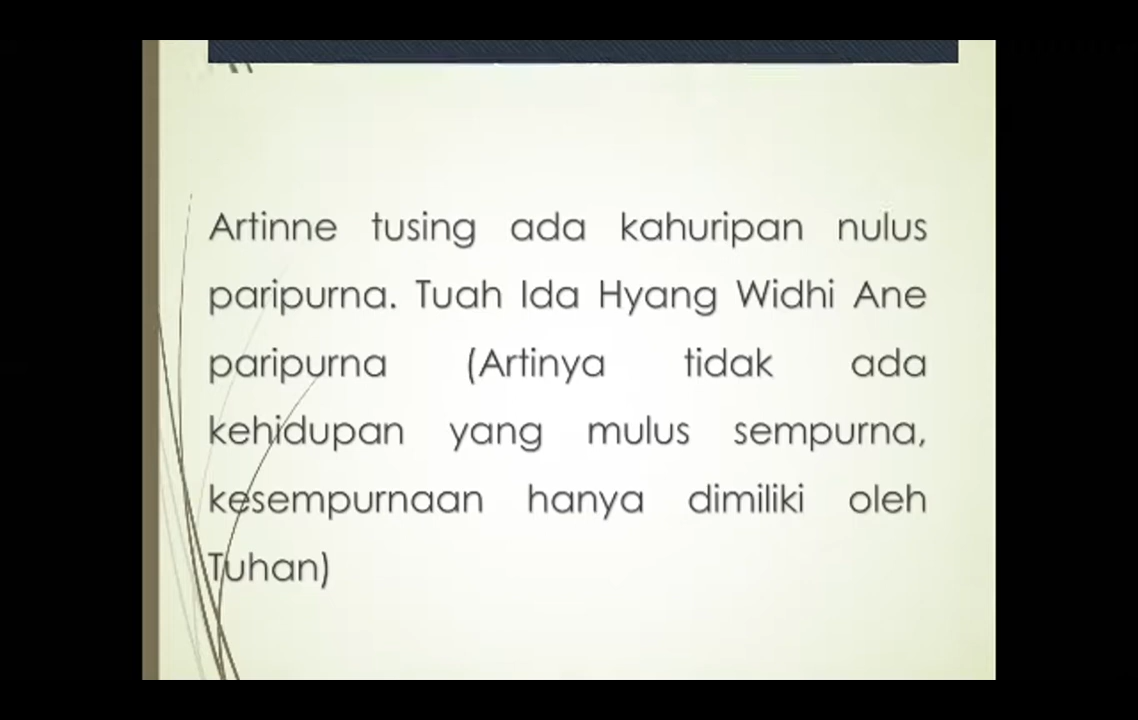 Artinne tusing ada kahuripan nulus
paripurna. Tuah Ida Hyang Widhi Ane
paripurna (Artinya tidak ada
kehidupan yang mulus sempurna,
kesempurnaan hanya dimiliki oleh
Tuhan)